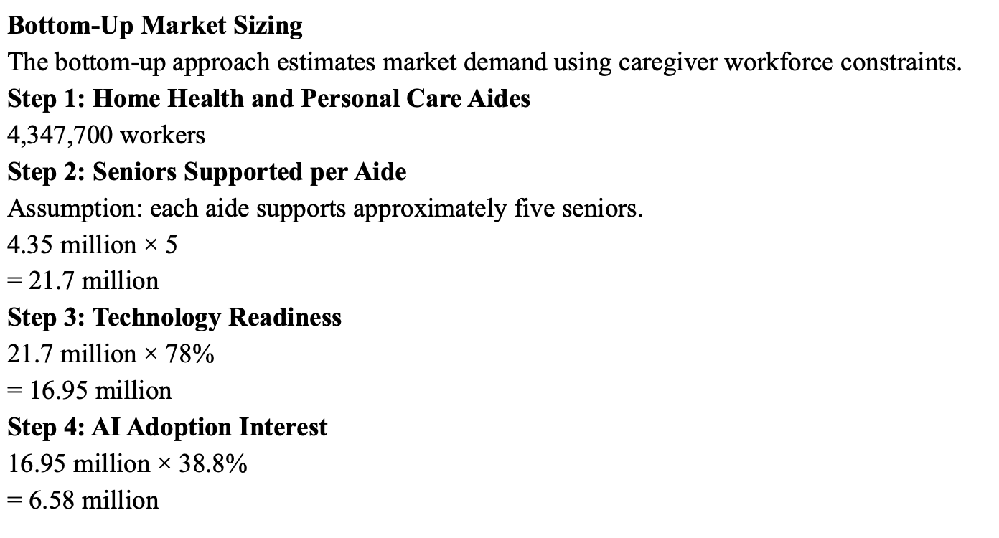 Bottom-Up Market Sizing
The bottom-up approach estimates market demand using caregiver workforce constraints.
Step 1: Home Health and Personal Care Aides
4,347,700 workers
Step 2: Seniors Supported per Aide
Assumption: each aide supports approximately five seniors.
4.35 million × 5
= 21.7 million
Step 3: Technology Readiness
21.7 million × 78%
= 16.95 million
Step 4: AI Adoption Interest
16.95 million × 38.8%
= 6.58 million